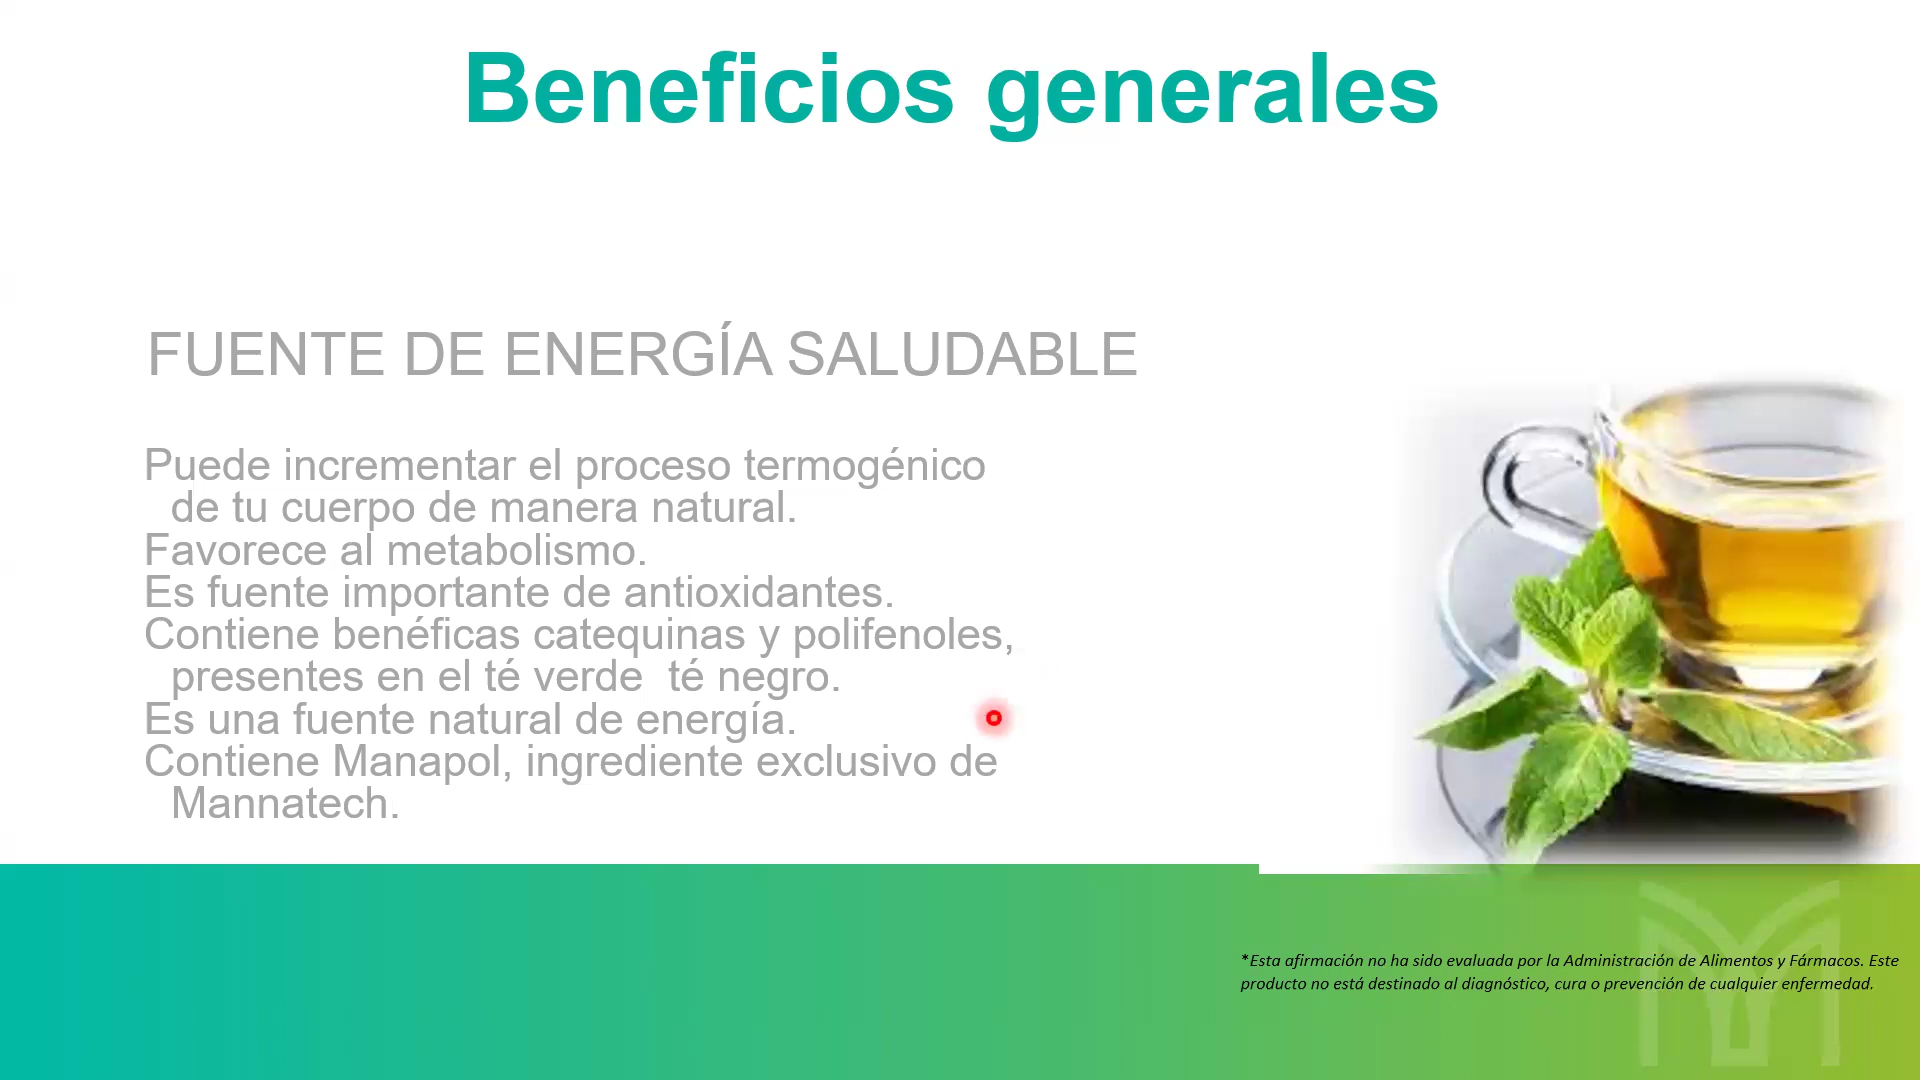 Beneficios generales
FUENTE DE ENERGÍA SALUDABLE
Puede incrementar el proceso termogénico
de tu cuerpo de manera natural.
Favorece al metabolismo.
Es fuente importante de antioxidantes.
Contiene benéficas catequinas y polifenoles,
presentes en el té verde  té negro.
Es una fuente natural de energía.
Contiene Manapol, ingrediente exclusivo de
Mannatech.
*Esta afirmación no ha sido evaluada por la Administración de Alimentos y Fármacos. Este
producto no está destinado al diagnóstico, cura o prevención de cualquier enfermedad.